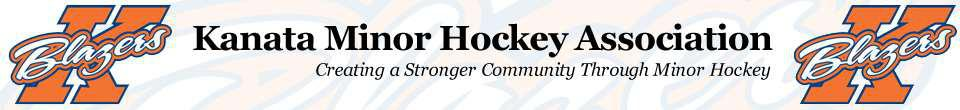 K Blazers
Kanata Minor Hockey Association
Creating a Stronger Community Through Minor Hockey
K Blazers